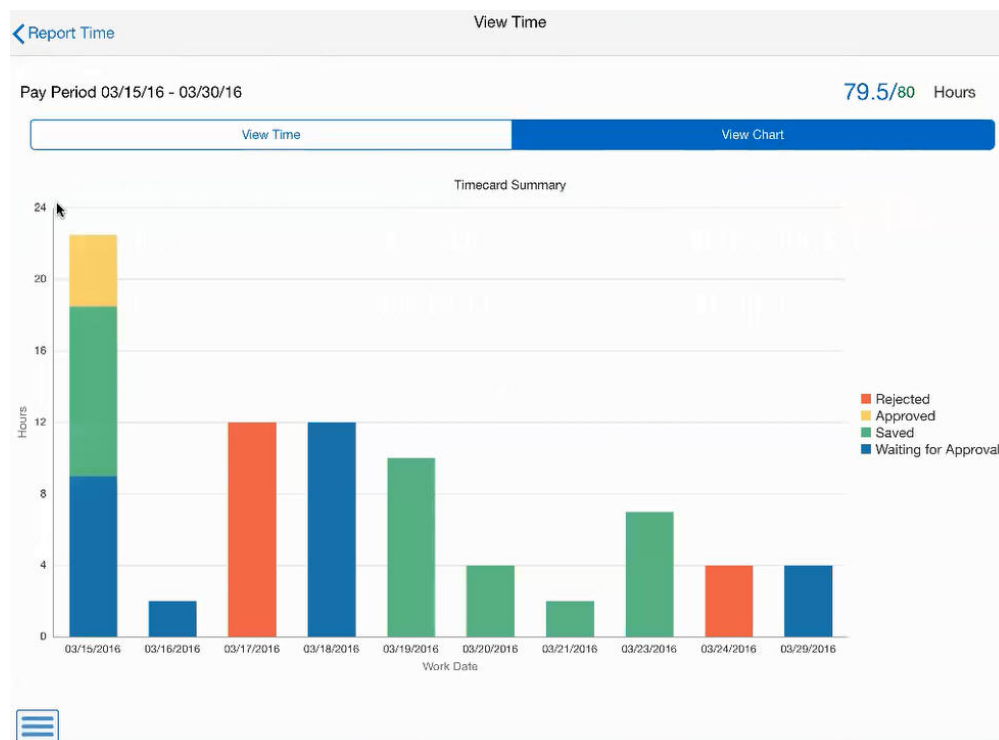 View Time
Report Time
Pay Period 03/15/16 - 03/30/16
79.5/80 Hours
View Time
View Chart
Timecard Summary
24
20
16
12
8
4
0
Hours
03/15/2016 03/16/2016 03/17/2016 03/18/2016 03/19/2016 03/20/2016 03/21/2016 03/23/2016 03/24/2016 03/29/2016
Work Date
Rejected
Approved
Saved
Waiting for Approval